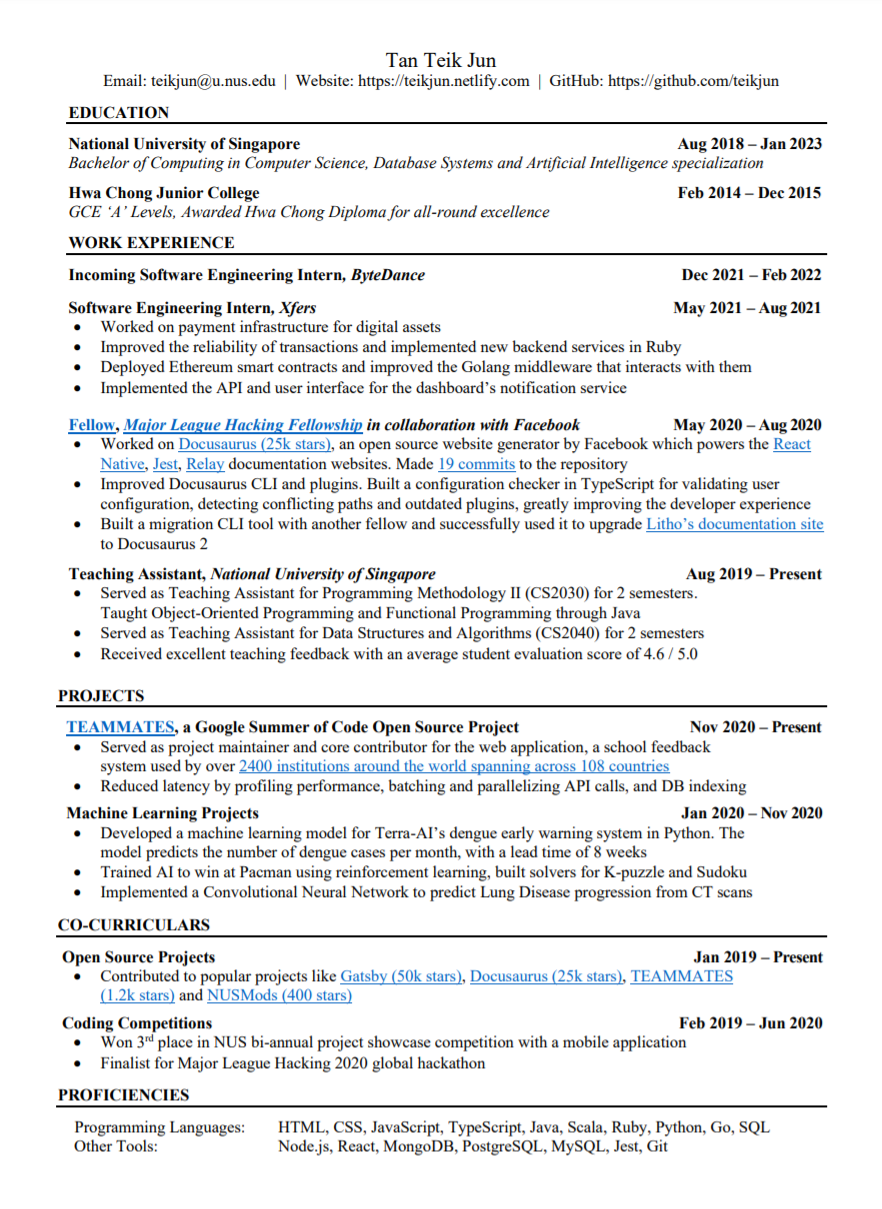 Tan Teik Jun
Email: teikjun@u.nus.edu | Website: https://teikjun.netlify.com | GitHub: https://github.com/teikjun
EDUCATION
National University of Singapore Aug 2018 – Jan 2023
Bachelor of Computing in Computer Science, Database Systems and Artificial Intelligence specialization
Hwa Chong Junior College Feb 2014 – Dec 2015
GCE ‘A’ Levels, Awarded Hwa Chong Diploma for all-round excellence
WORK EXPERIENCE
Incoming Software Engineering Intern, ByteDance Dec 2021 – Feb 2022
Software Engineering Intern, Xfers May 2021 – Aug 2021
• Worked on payment infrastructure for digital assets
• Improved the reliability of transactions and implemented new backend services in Ruby
• Deployed Ethereum smart contracts and improved the Golang middleware that interacts with them
• Implemented the API and user interface for the dashboard’s notification service
Fellow, Major League Hacking Fellowship in collaboration with Facebook May 2020 – Aug 2020
• Worked on Docusaurus (25k stars), an open source website generator by Facebook which powers the React
Native, Jest, Relay documentation websites. Made 19 commits to the repository
• Improved Docusaurus CLI and plugins. Built a configuration checker in TypeScript for validating user
configuration, detecting conflicting paths and outdated plugins, greatly improving the developer experience
• Built a migration CLI tool with another fellow and successfully used it to upgrade Litho’s documentation site
to Docusaurus 2
Teaching Assistant, National University of Singapore Aug 2019 – Present
• Served as Teaching Assistant for Programming Methodology II (CS2030) for 2 semesters.
Taught Object-Oriented Programming and Functional Programming through Java
• Served as Teaching Assistant for Data Structures and Algorithms (CS2040) for 2 semesters
• Received excellent teaching feedback with an average student evaluation score of 4.6 / 5.0
PROJECTS
TEAMMATES, a Google Summer of Code Open Source Project Nov 2020 – Present
• Served as project maintainer and core contributor for the web application, a school feedback
system used by over 2400 institutions around the world spanning across 108 countries
• Reduced latency by profiling performance, batching and parallelizing API calls, and DB indexing
Machine Learning Projects Jan 2020 – Nov 2020
• Developed a machine learning model for Terra-AI’s dengue early warning system in Python. The
model predicts the number of dengue cases per month, with a lead time of 8 weeks
• Trained AI to win at Pacman using reinforcement learning, built solvers for K-puzzle and Sudoku
• Implemented a Convolutional Neural Network to predict Lung Disease progression from CT scans
CO-CURRICULARS
Open Source Projects Jan 2019 – Present
• Contributed to popular projects like Gatsby (50k stars), Docusaurus (25k stars), TEAMMATES
(1.2k stars) and NUSMods (400 stars)
Coding Competitions Feb 2019 – Jun 2020
• Won 3rd place in NUS bi-annual project showcase competition with a mobile application
• Finalist for Major League Hacking 2020 global hackathon
PROFICIENCIES
Programming Languages: HTML, CSS, JavaScript, TypeScript, Java, Scala, Ruby, Python, Go, SQL
Other Tools: Node.js, React, MongoDB, PostgreSQL, MySQL, Jest, Git